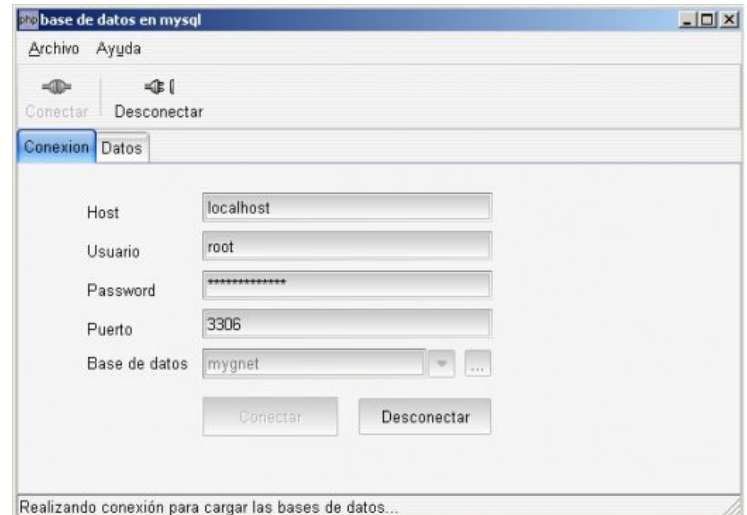 php base de datos en mysql
Archivo Ayuda
Conectar Desconectar
Conexion Datos
Host localhost
Usuario root
Password *************
Puerto 3306
Base de datos mygnet ...
Conectar Desconectar
Realizando conexión para cargar las bases de datos...